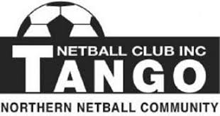 NETBALL CLUB INC
TANGO
NORTHERN NETBALL COMMUNITY